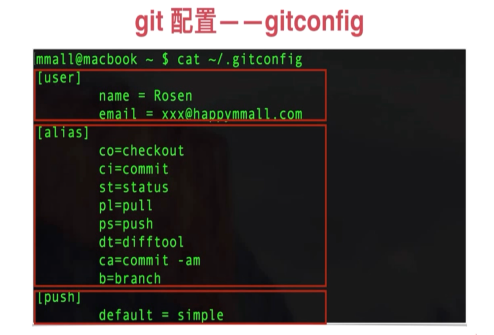 git 配置——gitconfig
mmall@macbook ~ $ cat ~/.gitconfig
[user]
name = Rosen
email = xxx@happymmall.com
[alias]
co=checkout
ci=commit
st=status
pl=pull
ps=push
dt=difftool
ca=commit -am
b=branch
[push]
default = simple